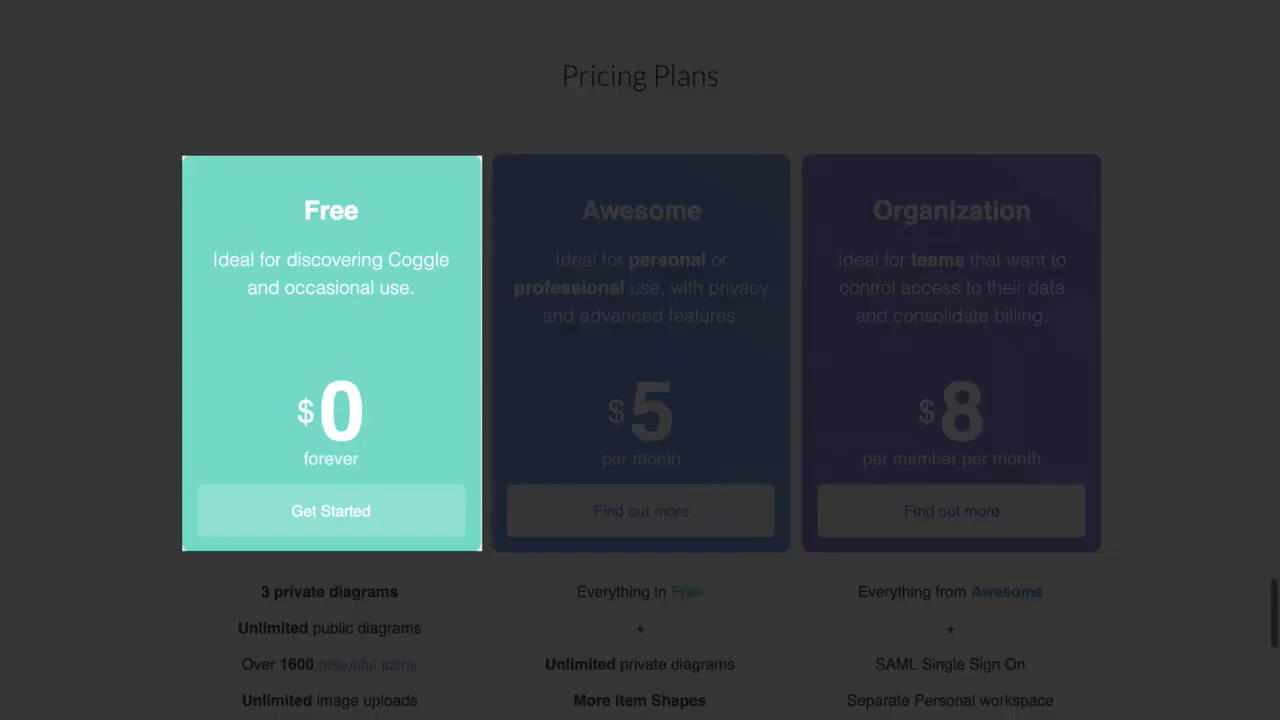 Pricing Plans
Free
Ideal for discovering Coggle
and occasional use.
$0
forever
Get Started
3 private diagrams
Unlimited public diagrams
Over 1600 beautiful icons
Unlimited image uploads
Awesome
Ideal for personal or
professional use, with privacy
and advanced features
$5
per month
Find out more
Everything in Free
+
Unlimited private diagrams
More Item Shapes
Organization
Ideal for teams that want to
control access to their data
and consolidate billing.
$8
per member per month
Find out more
Everything from Awesome
+
SAML Single Sign On
Separate Personal workspace